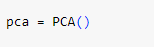 pca = PCA()